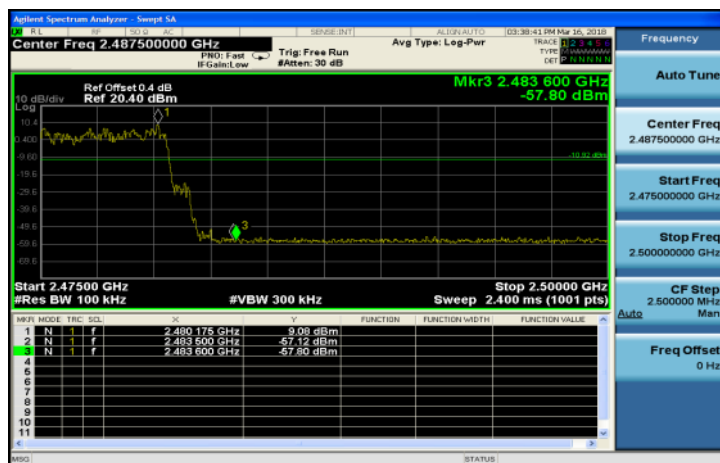 Agilent Spectrum Analyzer - Swept SA
RL RF 50 Ω AC SENSE:INT ALIGN AUTO 03:38:41 PM Mar 16, 2018
Center Freq 2.487500000 GHz
PNO: Fast
IFGain:Low
Trig: Free Run
#Atten: 30 dB
Avg Type: Log-Pwr
TRACE 1 2 3 4 5 6
TYPE
DET P N N N N N
Frequency
Auto Tune
Center Freq
2.487500000 GHz
Start Freq
2.475000000 GHz
Stop Freq
2.500000000 GHz
CF Step
2.500000 MHz
Auto Man
Freq Offset
0 Hz
Mkr3 2.483 600 GHz
-57.80 dBm
Ref Offset 0.4 dB
Ref 20.40 dBm
10 dB/div
Log
1
10.4
0.400
-9.60
-10.92 dBm
-19.6
-29.6
-39.6
-49.6
3
-59.6
-69.6
Start 2.47500 GHz Stop 2.50000 GHz
#Res BW 100 kHz #VBW 300 kHz Sweep 2.400 ms (1001 pts)
MKR MODE TRC SCL X Y FUNCTION FUNCTION WIDTH FUNCTION VALUE
1 N 1 f 2.480 175 GHz 9.08 dBm
2 N 1 f 2.483 500 GHz -57.12 dBm
3 N 1 f 2.483 600 GHz -57.80 dBm
4
5
6
7
8
9
10
11
MSG STATUS